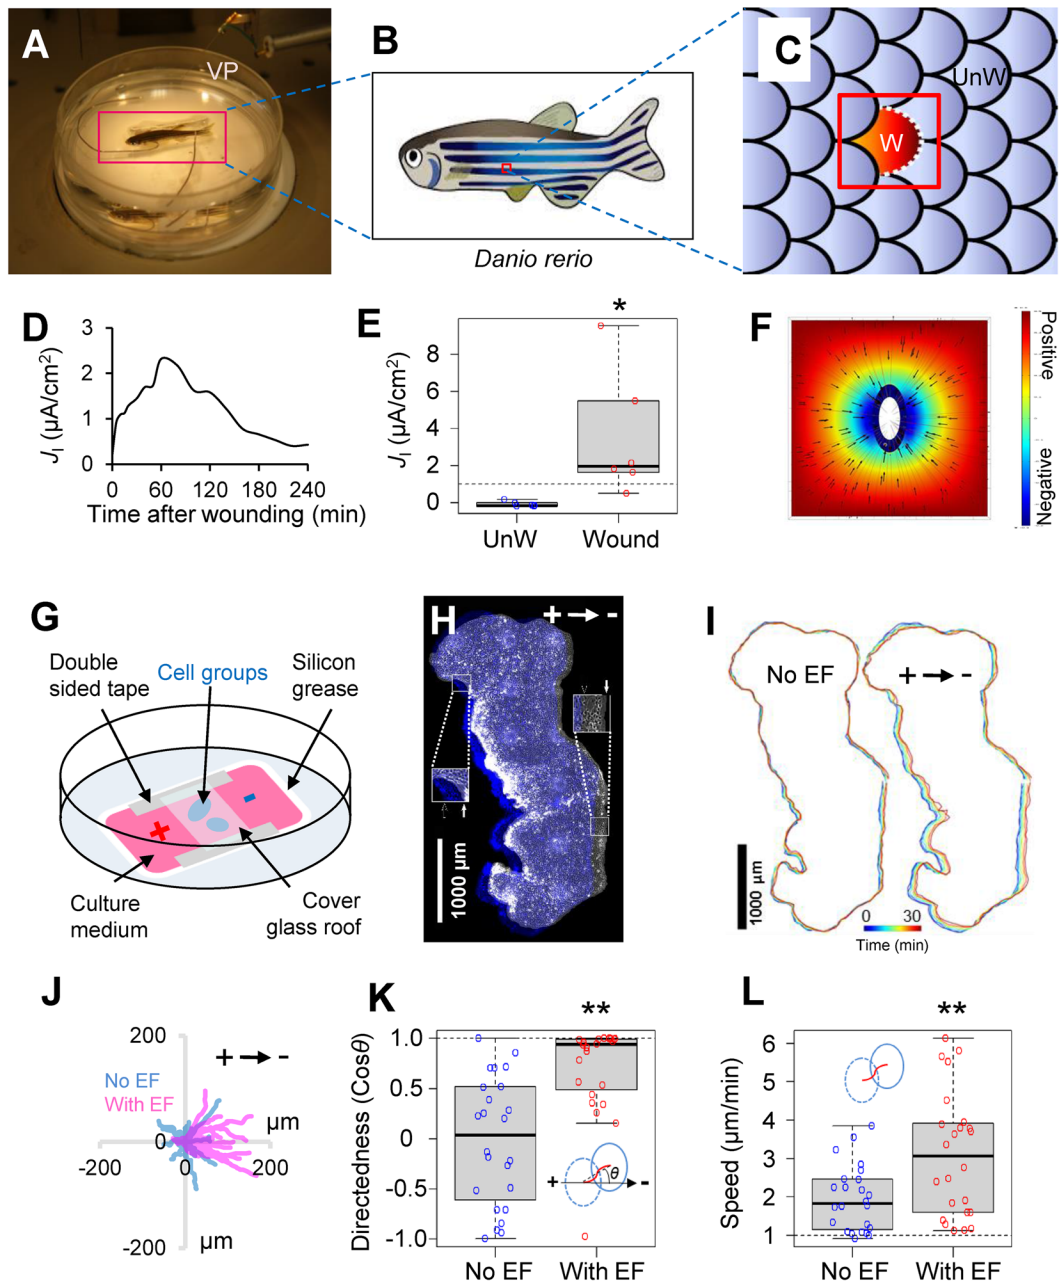 A
VP
B
Danio rerio
C
UnW
W
D
3
2
1
0
J_I (µA/cm²)
0 60 120 180 240
Time after wounding (min)
E
*
8
6
4
2
0
J_I (µA/cm²)
UnW Wound
F
Positive
Negative
G
Double
sided tape
Cell groups
Silicon
grease
+
-
Culture
medium
Cover
glass roof
H
+ → -
1000 µm
I
No EF
+ → -
1000 µm
0 30
Time (min)
J
200
+ → -
No EF
With EF
µm
0
-200 0 200
-200
µm
K
**
1.0
0.5
0
-0.5
-1.0
Directedness (Cosθ)
θ
+ -
No EF With EF
L
**
6
5
4
3
2
1
Speed (µm/min)
No EF With EF